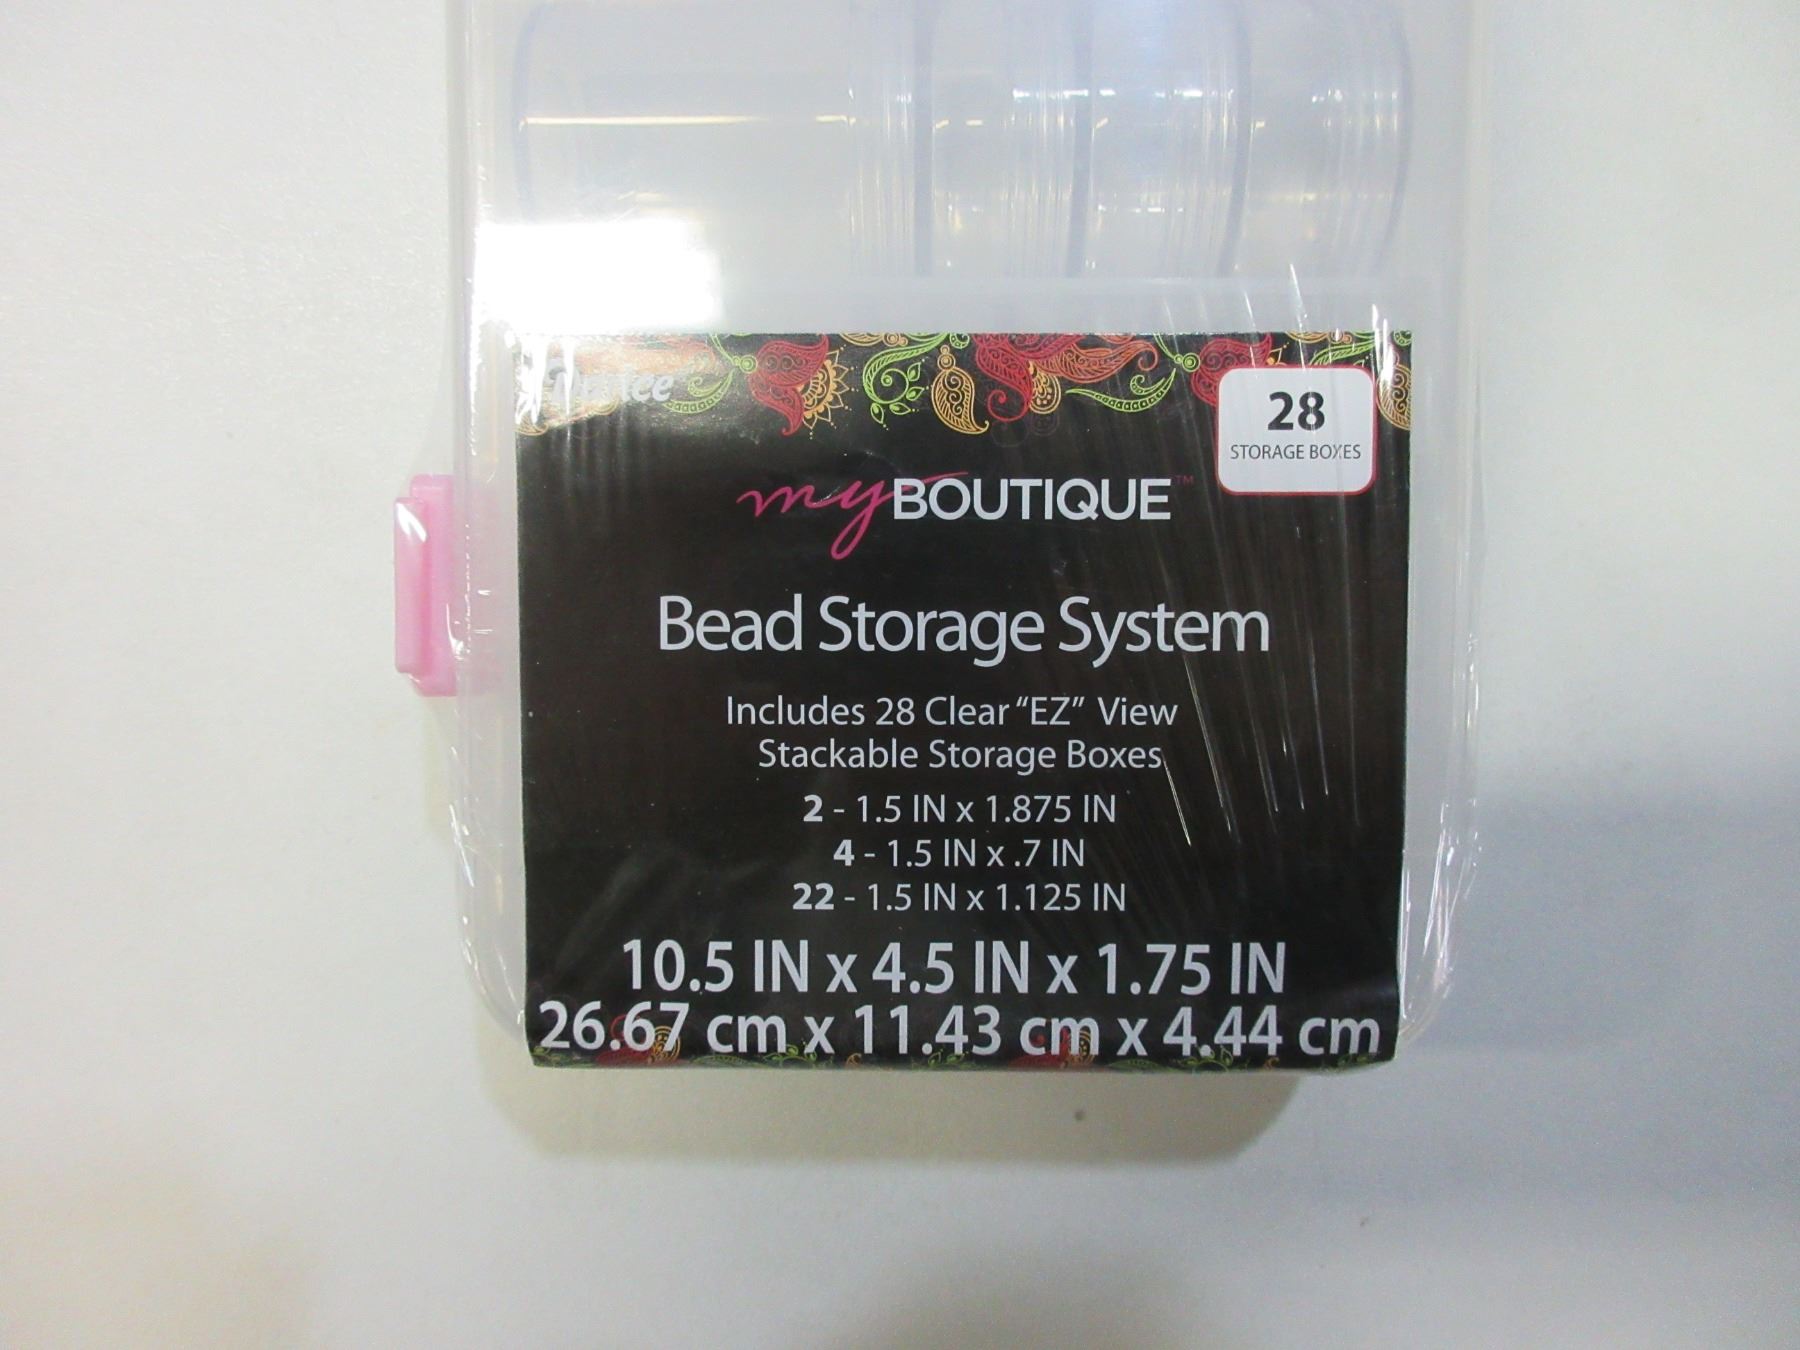 28
STORAGE BOXES
myBOUTIQUE™
Bead Storage System
Includes 28 Clear “EZ” View
Stackable Storage Boxes
2 - 1.5 IN x 1.875 IN
4 - 1.5 IN x .7 IN
22 - 1.5 IN x 1.125 IN
10.5 IN x 4.5 IN x 1.75 IN
26.67 cm x 11.43 cm x 4.44 cm